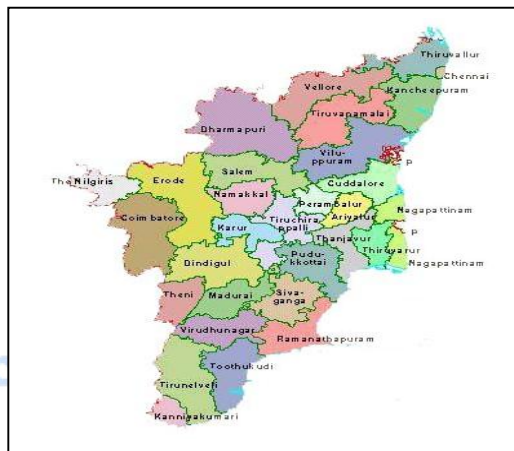 Thiruvallur
Chennai
Vellore
Kancheepuram
Tiruvanamalai
Dharmapuri
Vilu-
ppuram
P
Salem
The Nilgiris
Erode
Cuddalore
Namakkal
Perambalur
Coimbatore
Ariyalur
Nagapattinam
Tiruchira
ppalli
Karur
Thanjavur
P
Thiruvarur
Pudu-
kkottai
Dindigul
Nagapattinam
Theni
Madurai
Siva-
ganga
Virudhunagar
Ramanathapuram
Toothukudi
Tirunelveli
Kanniyakumari